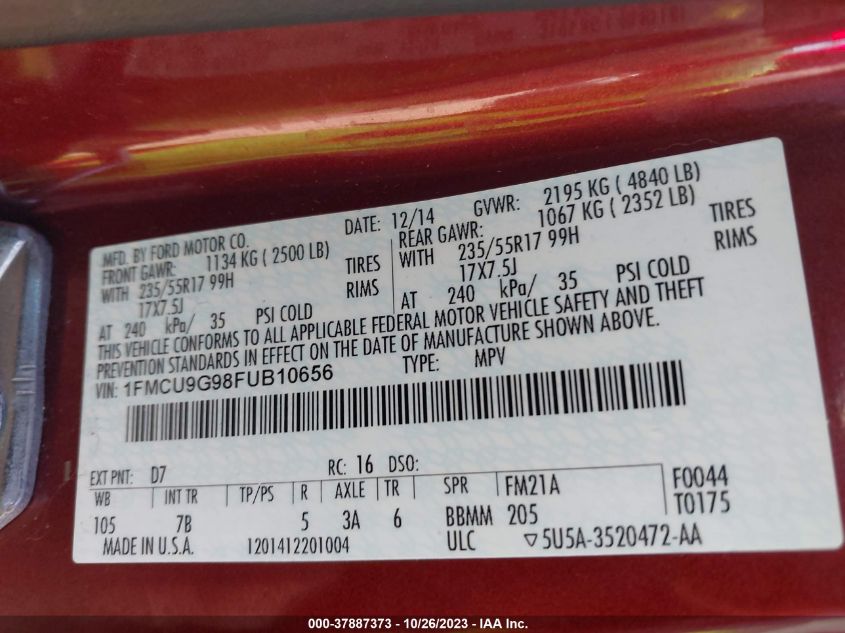 MFD. BY FORD MOTOR CO.
DATE: 12/14 GVWR: 2195 KG ( 4840 LB)
FRONT GAWR: 1134 KG ( 2500 LB)
WITH 235/55R17 99H TIRES
17X7.5J RIMS
AT 240 kPa/ 35 PSI COLD
REAR GAWR: 1067 KG ( 2352 LB)
WITH 235/55R17 99H TIRES
17X7.5J RIMS
AT 240 kPa/ 35 PSI COLD
THIS VEHICLE CONFORMS TO ALL APPLICABLE FEDERAL MOTOR VEHICLE SAFETY AND THEFT
PREVENTION STANDARDS IN EFFECT ON THE DATE OF MANUFACTURE SHOWN ABOVE.
VIN: 1FMCU9G98FUB10656 TYPE: MPV
EXT PNT: D7 RC: 16 DSO:
WB INT TR TP/PS R AXLE TR SPR FM21A F0044
105 7B 5 3A 6 BBMM 205 T0175
MADE IN U.S.A. 1201412201004 ULC ▽5U5A-3520472-AA
000-37887373 - 10/26/2023 - IAA Inc.